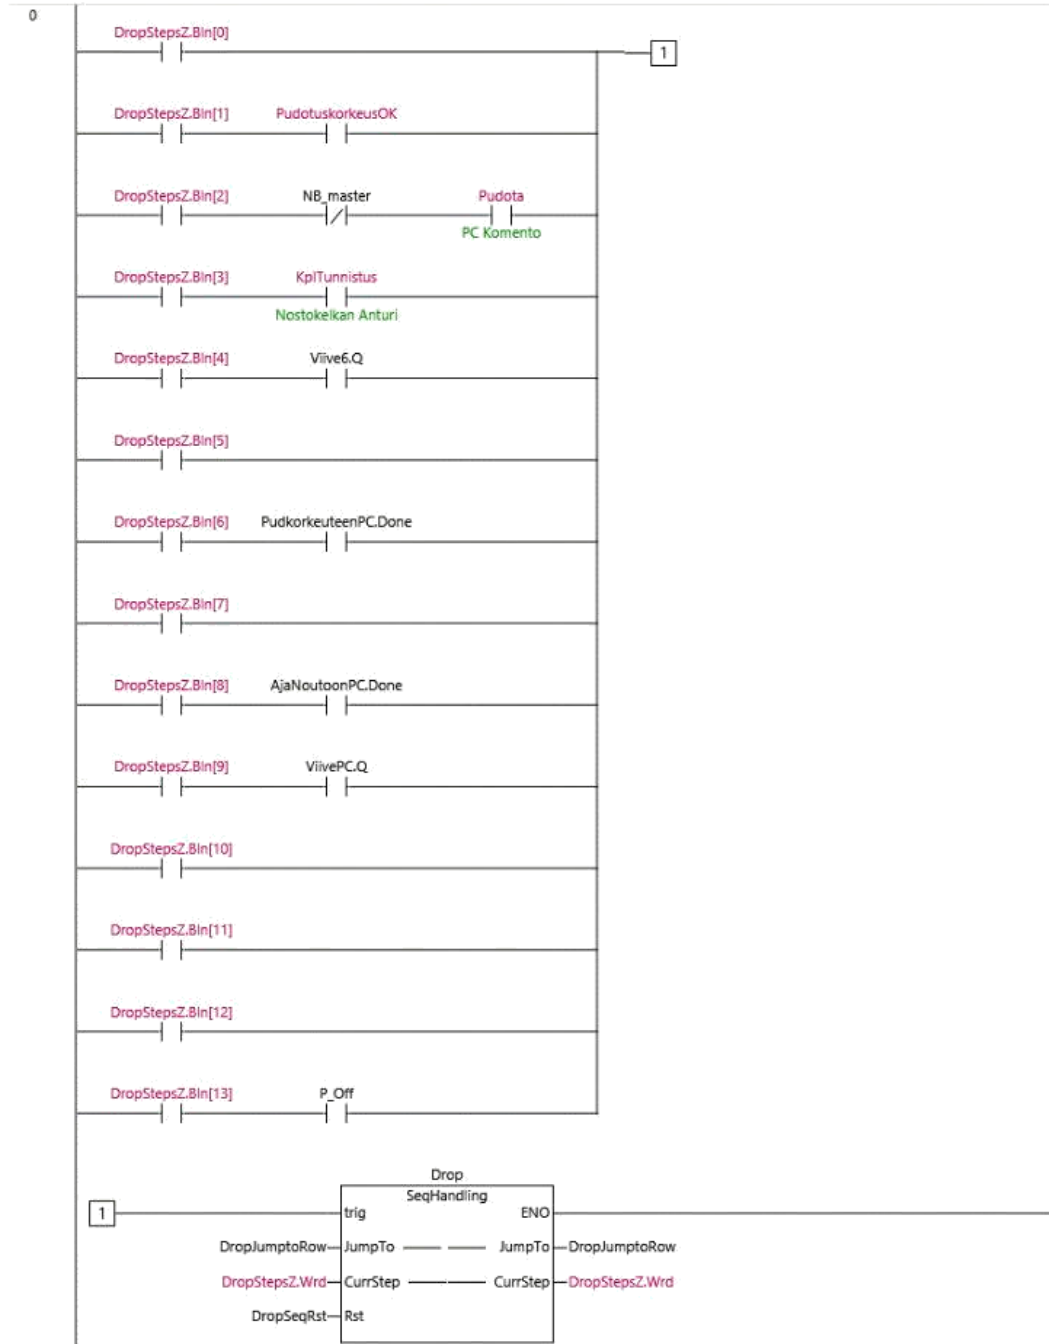 0
DropStepsZ.BIn[0]
1
DropStepsZ.BIn[1] PudotuskorkeusOK
DropStepsZ.BIn[2] NB_master Pudota
PC Komento
DropStepsZ.BIn[3] KplTunnistus
Nostokelkan Anturi
DropStepsZ.BIn[4] Viive6.Q
DropStepsZ.BIn[5]
DropStepsZ.BIn[6] PudkorkeuteenPC.Done
DropStepsZ.BIn[7]
DropStepsZ.BIn[8] AjaNoutoonPC.Done
DropStepsZ.BIn[9] ViivePC.Q
DropStepsZ.BIn[10]
DropStepsZ.BIn[11]
DropStepsZ.BIn[12]
DropStepsZ.BIn[13] P_Off
Drop
SeqHandling
1 trig ENO
DropJumptoRow JumpTo JumpTo DropJumptoRow
DropStepsZ.Wrd CurrStep CurrStep DropStepsZ.Wrd
DropSeqRst Rst